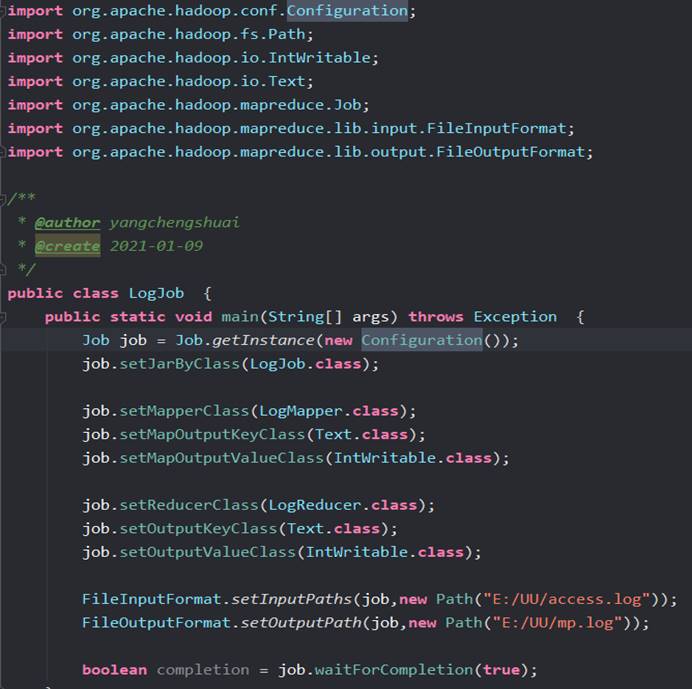 import org.apache.hadoop.conf.Configuration;
import org.apache.hadoop.fs.Path;
import org.apache.hadoop.io.IntWritable;
import org.apache.hadoop.io.Text;
import org.apache.hadoop.mapreduce.Job;
import org.apache.hadoop.mapreduce.lib.input.FileInputFormat;
import org.apache.hadoop.mapreduce.lib.output.FileOutputFormat;
/**
* @author yangchengshuai
* @create 2021-01-09
*/
public class LogJob  {
public static void main(String[] args) throws Exception  {
Job job = Job.getInstance(new Configuration());
job.setJarByClass(LogJob.class);
job.setMapperClass(LogMapper.class);
job.setMapOutputKeyClass(Text.class);
job.setMapOutputValueClass(IntWritable.class);
job.setReducerClass(LogReducer.class);
job.setOutputKeyClass(Text.class);
job.setOutputValueClass(IntWritable.class);
FileInputFormat.setInputPaths(job,new Path("E:/UU/access.log"));
FileOutputFormat.setOutputPath(job,new Path("E:/UU/mp.log"));
boolean completion = job.waitForCompletion(true);